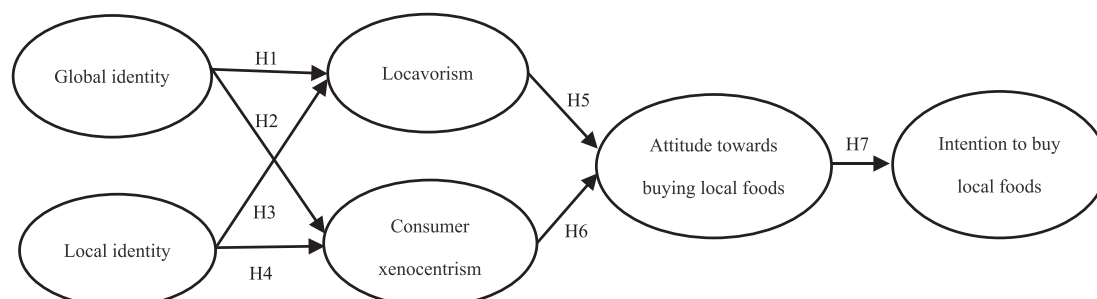 Global identity
H1
Locavorism
H2
H5
Attitude towards
buying local foods
H7
Intention to buy
local foods
H3
Local identity
H4
Consumer
xenocentrism
H6